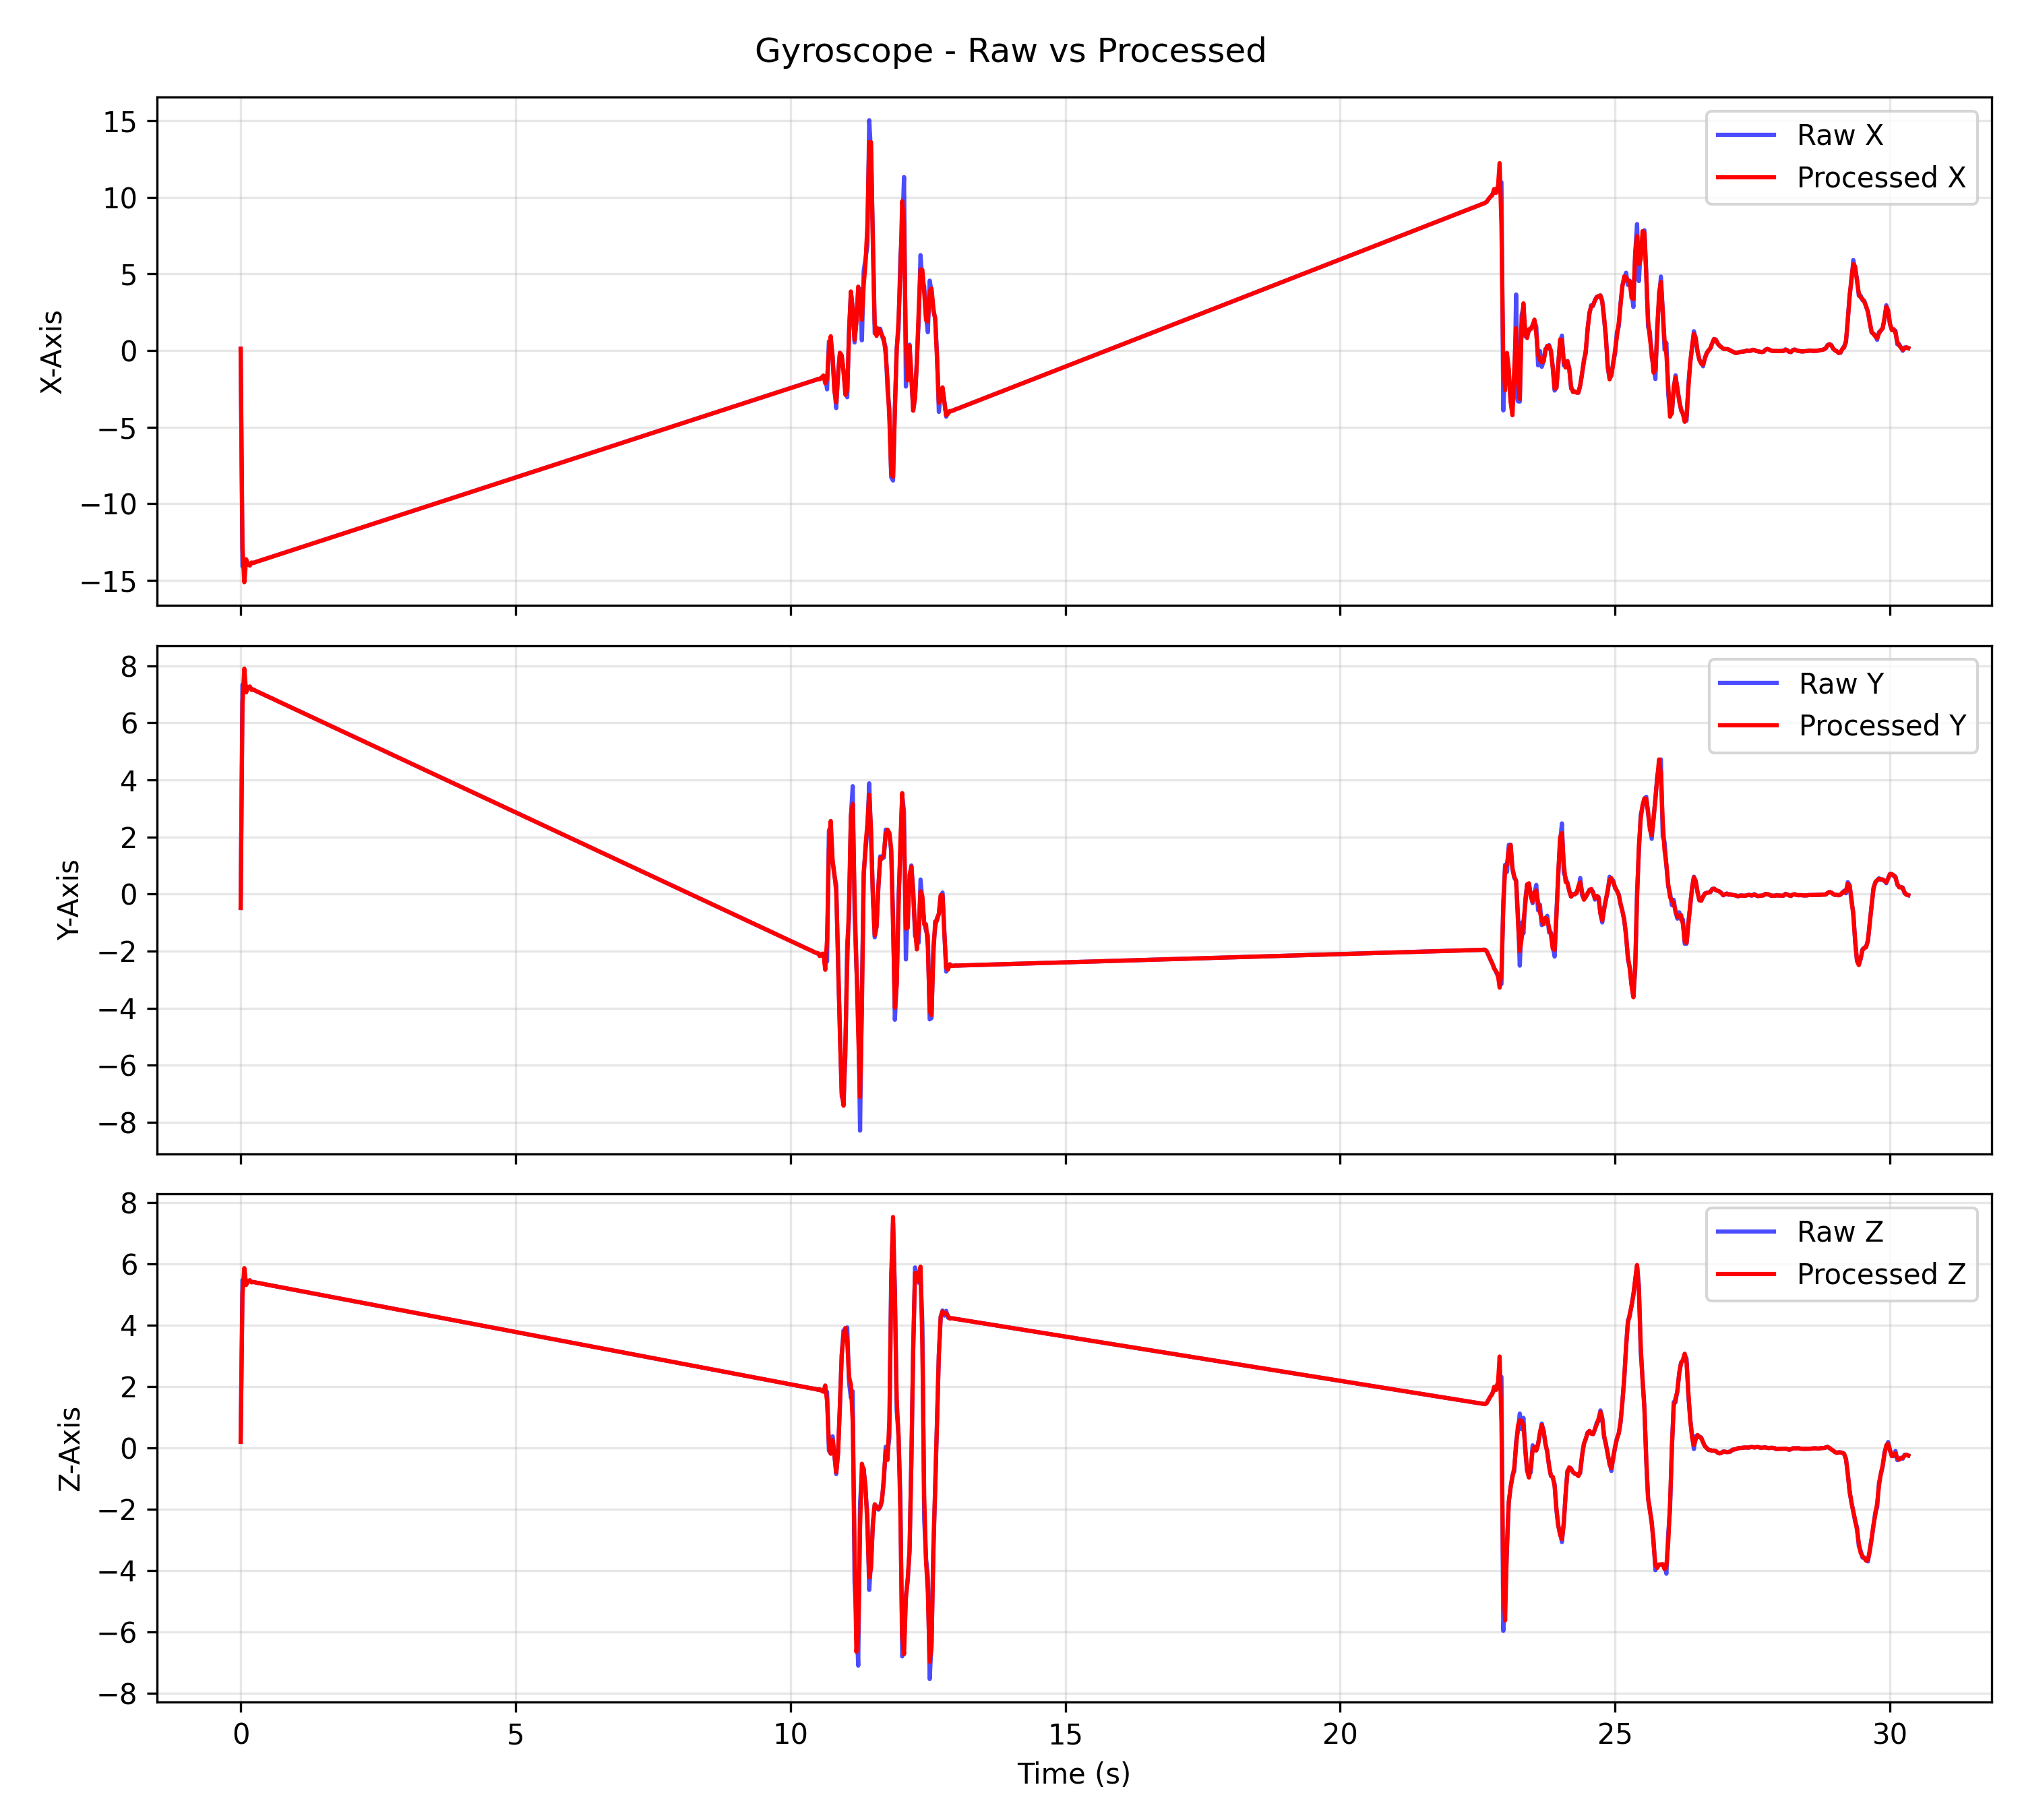 Gyroscope - Raw vs Processed
X-Axis
15
10
5
0
−5
−10
−15
Raw X
Processed X
Y-Axis
8
6
4
2
0
−2
−4
−6
−8
Raw Y
Processed Y
Z-Axis
8
6
4
2
0
−2
−4
−6
−8
Raw Z
Processed Z
0 5 10 15 20 25 30
Time (s)